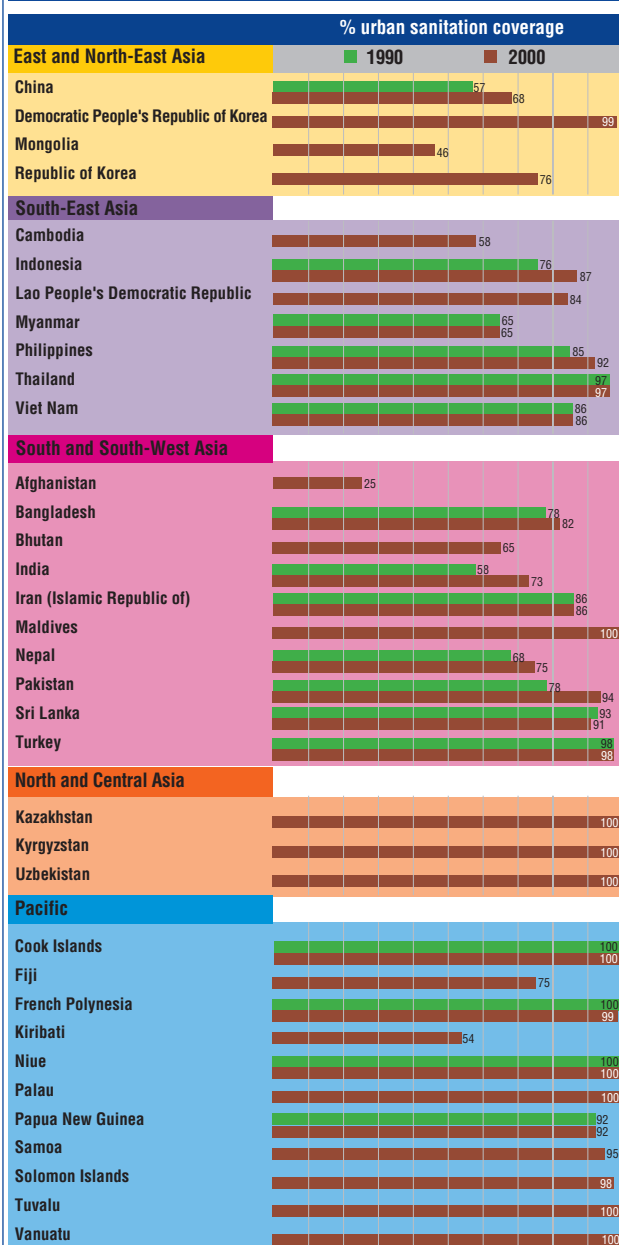 % urban sanitation coverage
East and North-East Asia 1990 2000
China 57
68
Democratic People's Republic of Korea 99
Mongolia 46
Republic of Korea 76
South-East Asia
Cambodia 58
Indonesia 76
87
Lao People's Democratic Republic 84
Myanmar 65
65
Philippines 85
92
Thailand 97
97
Viet Nam 86
86
South and South-West Asia
Afghanistan 25
Bangladesh 78
82
Bhutan 65
India 58
73
Iran (Islamic Republic of) 86
86
Maldives 100
Nepal 68
75
Pakistan 78
94
Sri Lanka 93
91
Turkey 98
98
North and Central Asia
Kazakhstan 100
Kyrgyzstan 100
Uzbekistan 100
Pacific
Cook Islands 100
100
Fiji 75
French Polynesia 100
99
Kiribati 54
Niue 100
100
Palau 100
Papua New Guinea 92
92
Samoa 95
Solomon Islands 98
Tuvalu 100
Vanuatu 100